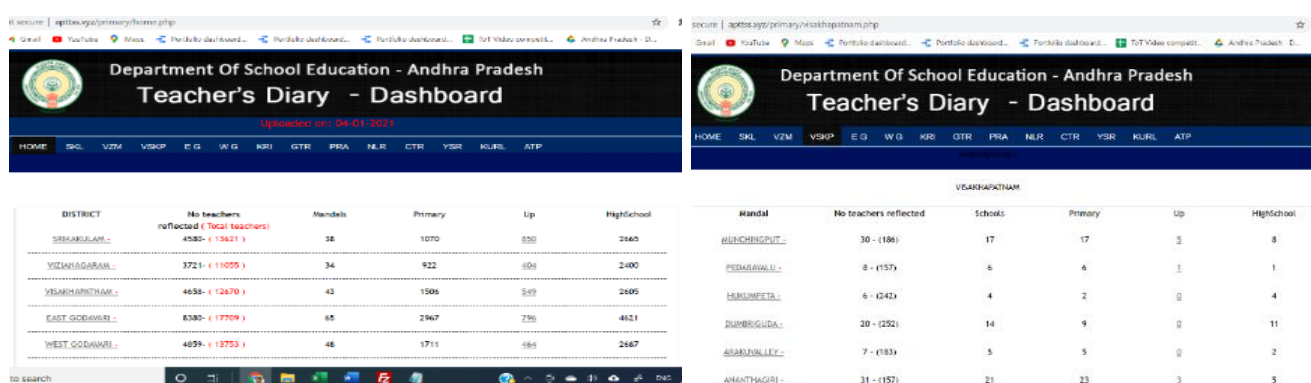 secure | apttss.xyz/primary/home.php
Gmail YouTube Maps Portfolio dashboard... Portfolio dashboard... Portfolio dashboard... ToT Video competit... Andhra Pradesh - D...
Department Of School Education - Andhra Pradesh
Teacher's Diary - Dashboard
Uploaded on: 04-01-2021
HOME SKL VZM VSKP E G W G KRI GTR PRA NLR CTR YSR KURL ATP
DISTRICT No teachers reflected ( Total teachers) Mandals Primary Up HighSchool
SRIKAKULAM - 4580- ( 13621 ) 38 1070 850 2665
VIZIANAGARAM - 3721- ( 11055 ) 34 922 404 2400
VISAKHAPATNAM - 4658- ( 12670 ) 43 1506 549 2605
EAST GODAVARI - 8380- ( 17709 ) 65 2967 796 4621
WEST GODAVARI - 4859- ( 13753 ) 48 1711 464 2687
to search
ENG
secure | apttss.xyz/primary/visakhapatnam.php
Gmail YouTube Maps Portfolio dashboard... Portfolio dashboard... Portfolio dashboard... ToT Video competit... Andhra Pradesh - D...
Department Of School Education - Andhra Pradesh
Teacher's Diary - Dashboard
HOME SKL VZM VSKP E G W G KRI GTR PRA NLR CTR YSR KURL ATP
VISAKHAPATNAM
Mandal No teachers reflected Schools Primary Up HighSchool
MUNCHINGPUT - 30 - (186) 17 17 5 8
PEDABAYALU - 8 - (157) 6 6 1 1
HUKUMPETA - 6 - (242) 4 2 0 4
DUMBRIGUDA - 20 - (252) 14 9 0 11
ARAKUVALLEY - 7 - (183) 5 5 0 2
ANANTHAGIRI - 31 - (157) 21 23 3 5